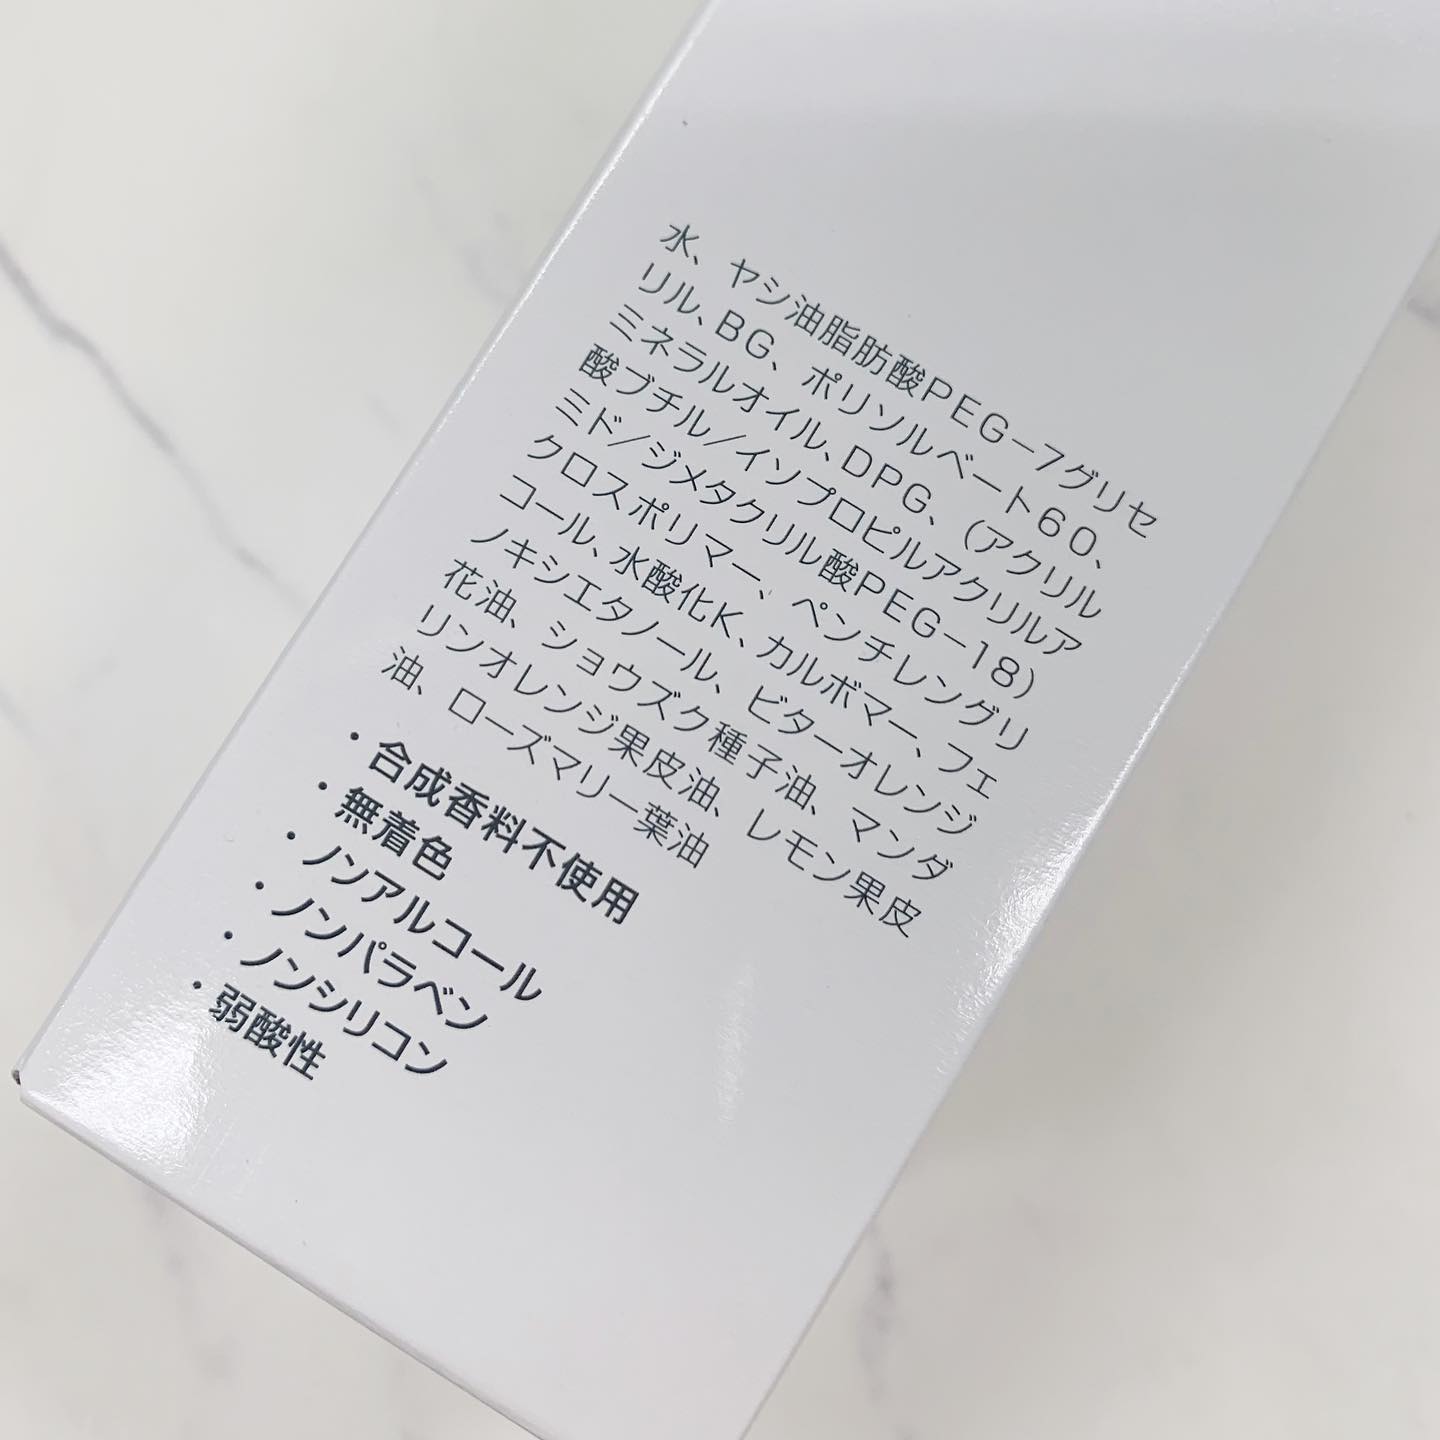 水、ヤシ油脂肪酸PEG−7グリセ
リル、BG、ポリソルベート60、
ミネラルオイル、DPG、(アクリル
酸ブチル/イソプロピルアクリルア
ミド/ジメタクリル酸PEG−18)
クロスポリマー、ペンチレングリ
コール、水酸化K、カルボマー、フェ
ノキシエタノール、ビターオレンジ
花油、ショウズク種子油、マンダ
リンオレンジ果皮油、レモン果皮
油、ローズマリー葉油
・合成香料不使用
・無着色
・ノンアルコール
・ノンパラベン
・ノンシリコン
・弱酸性